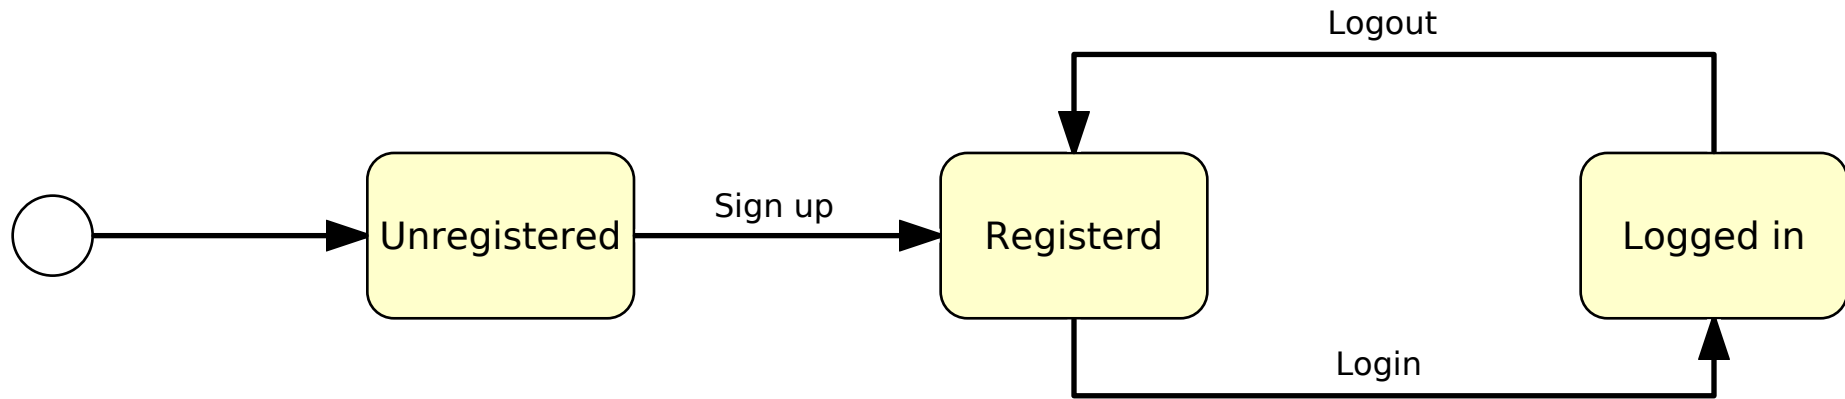 Logout
Sign up
Unregistered
Registerd
Logged in
Login